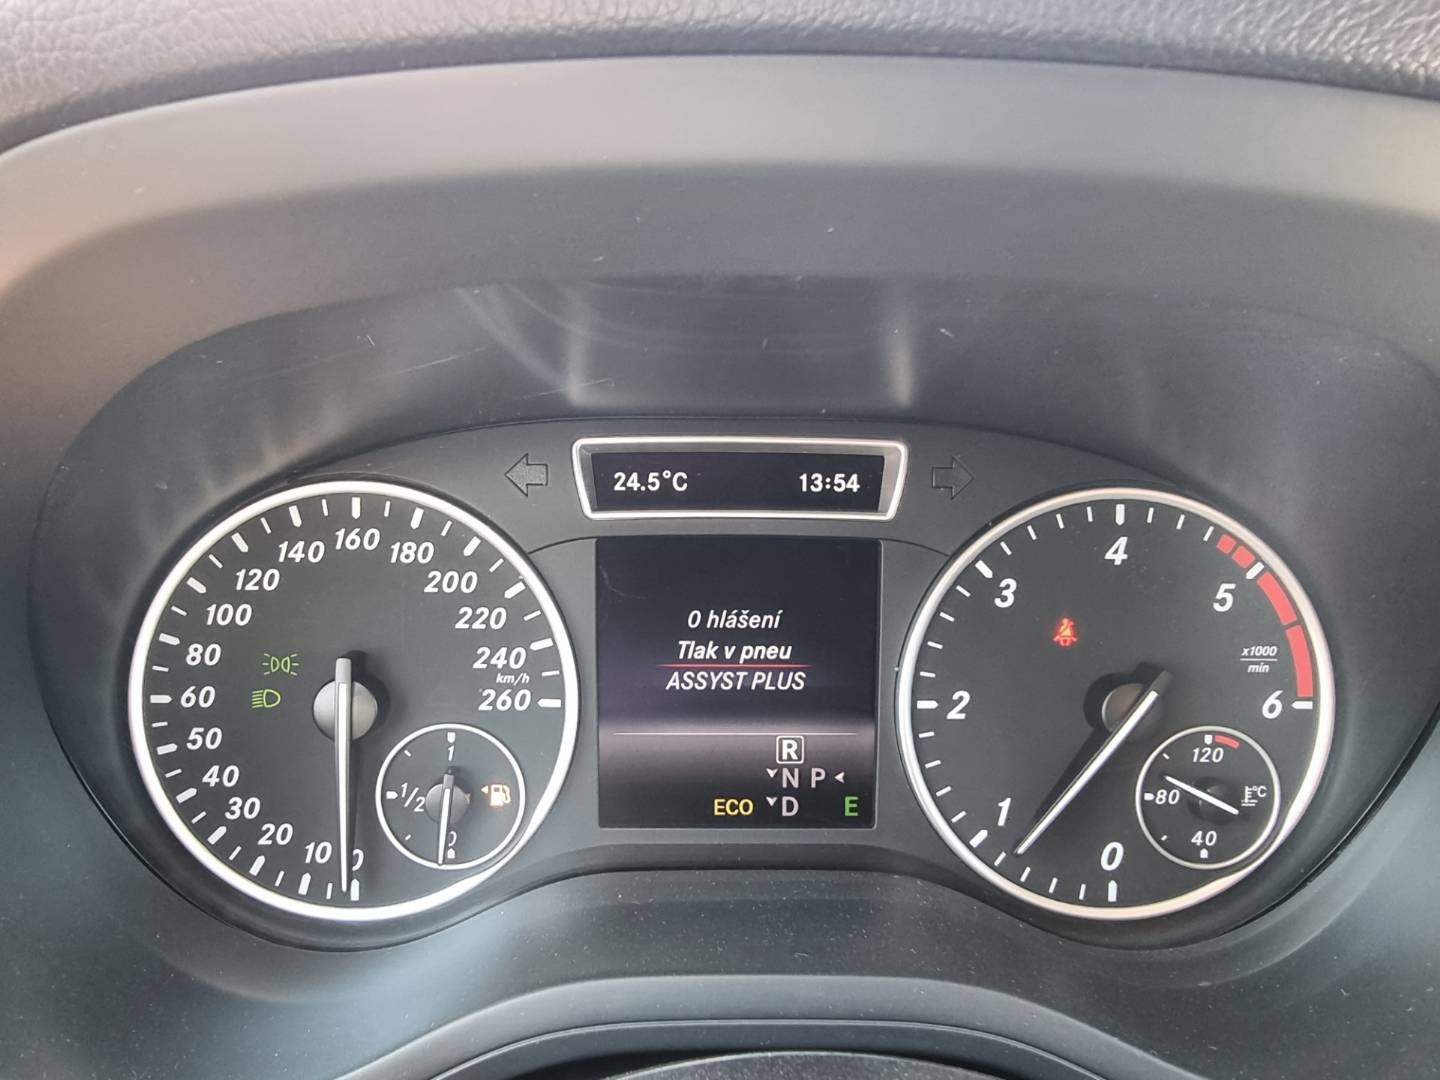 24.5°C 13:54
160
140 180
120 200
100 220
80 240
km/h
60 260
50
40
30
20
10 0
1
1/2
0
0 hlášení
Tlak v pneu
ASSYST PLUS
R
N P
ECO D E
4
3 5
x1000
min
2 6
1 0
120
80 °C
40